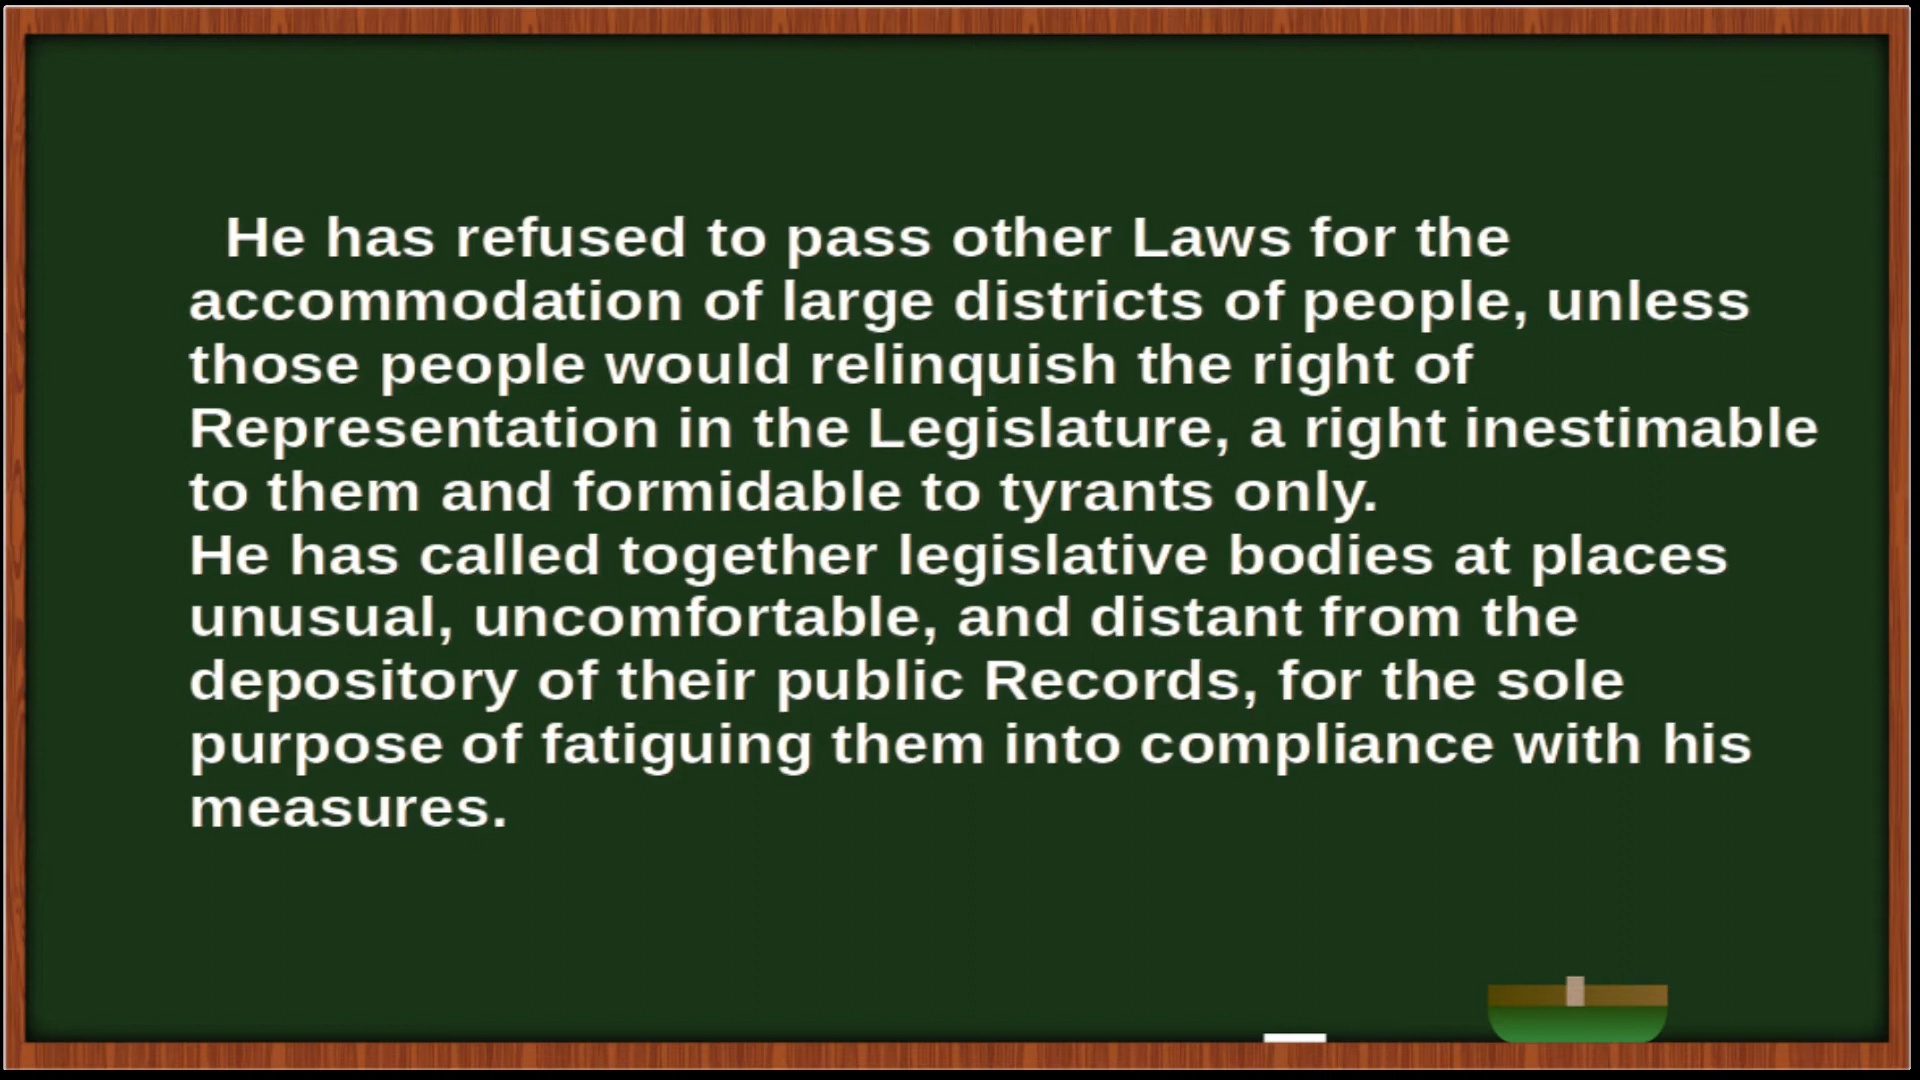 He has refused to pass other Laws for the
accommodation of large districts of people, unless
those people would relinquish the right of
Representation in the Legislature, a right inestimable
to them and formidable to tyrants only.
He has called together legislative bodies at places
unusual, uncomfortable, and distant from the
depository of their public Records, for the sole
purpose of fatiguing them into compliance with his
measures.